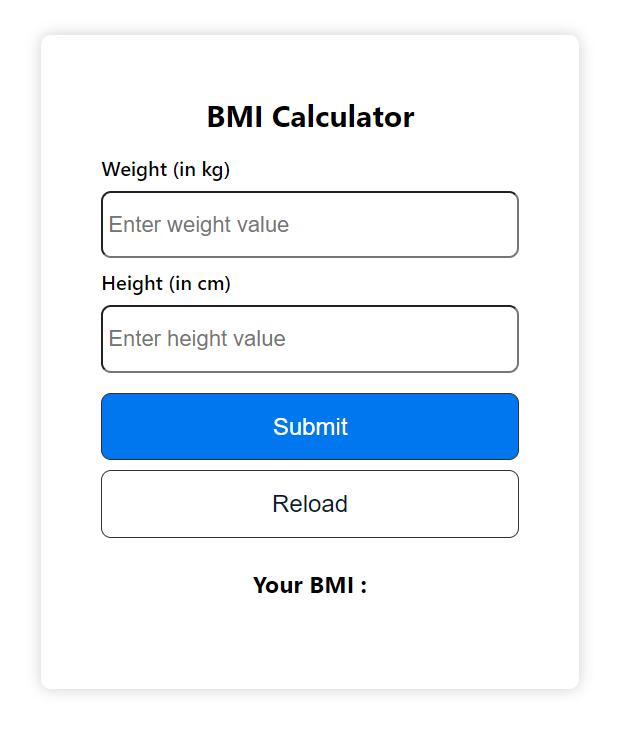 BMI Calculator
Weight (in kg)
Enter weight value
Height (in cm)
Enter height value
Submit
Reload
Your BMI :